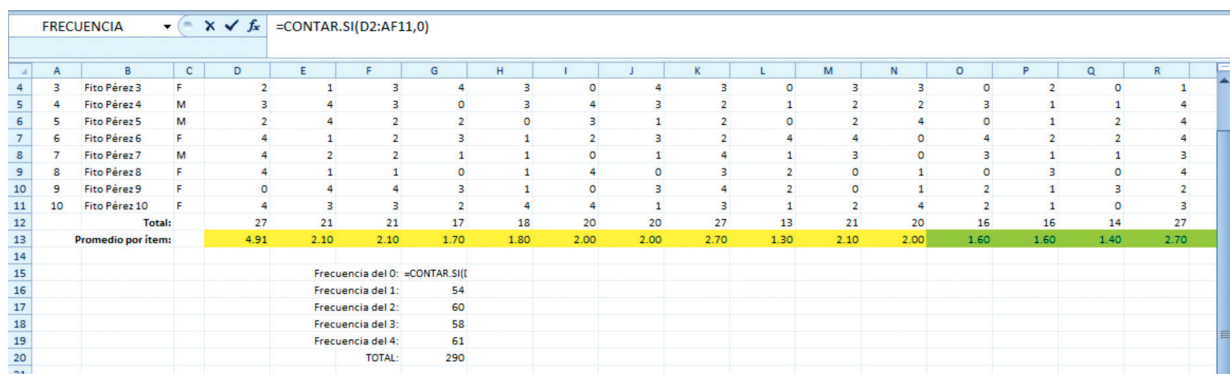 FRECUENCIA fx =CONTAR.SI(D2:AF11,0)
A B C D E F G H I J K L M N O P Q R
4 3 Fito Pérez 3 F 2 1 3 4 3 0 4 3 0 3 3 0 2 0 1
5 4 Fito Pérez 4 M 3 4 3 0 3 4 3 2 1 2 2 3 1 1 4
6 5 Fito Pérez 5 M 2 4 2 2 0 3 1 2 0 2 4 0 1 2 4
7 6 Fito Pérez 6 F 4 1 2 3 1 2 3 2 4 4 0 4 2 2 4
8 7 Fito Pérez 7 M 4 2 2 1 1 0 1 4 1 3 0 3 1 1 3
9 8 Fito Pérez 8 F 4 1 1 0 1 4 0 3 2 0 1 0 3 0 4
10 9 Fito Pérez 9 F 0 4 4 3 1 0 3 4 2 0 1 2 1 3 2
11 10 Fito Pérez 10 F 4 3 3 2 4 4 1 3 1 2 4 2 1 0 3
12 Total: 27 21 21 17 18 20 20 27 13 21 20 16 16 14 27
13 Promedio por ítem: 4.91 2.10 2.10 1.70 1.80 2.00 2.00 2.70 1.30 2.10 2.00 1.60 1.60 1.40 2.70
14
15 Frecuencia del 0: =CONTAR.SI(D
16 Frecuencia del 1: 54
17 Frecuencia del 2: 60
18 Frecuencia del 3: 58
19 Frecuencia del 4: 61
20 TOTAL: 290
21